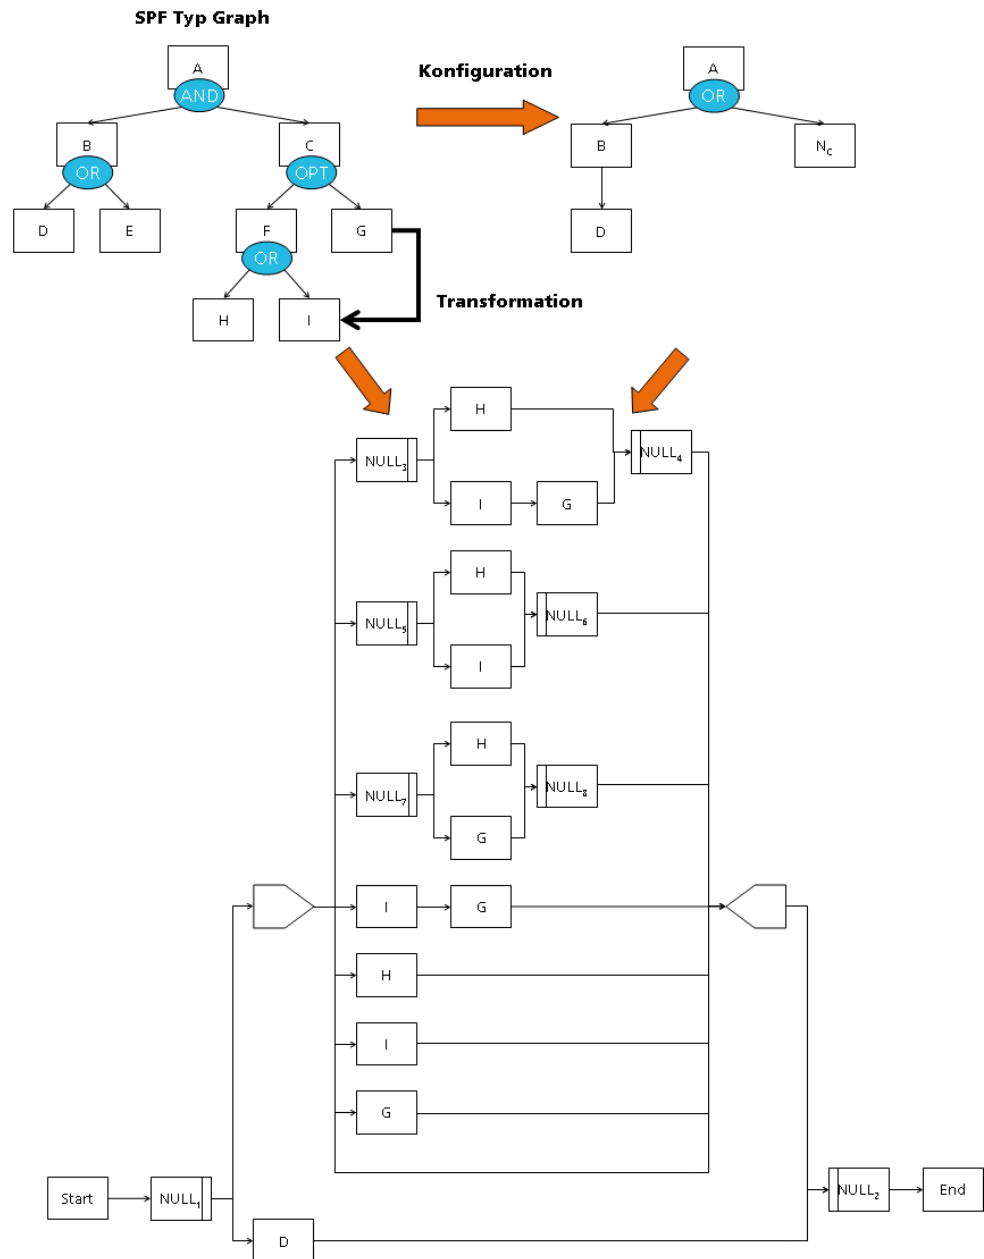 SPF Typ Graph
A
AND
B
OR
C
OPT
D
E
F
OR
G
H
I
Konfiguration
A
OR
B
N_C
D
Transformation
NULL₃
H
I
G
NULL₄
NULL₅
H
I
NULL₆
NULL₇
H
G
NULL₈
I
G
H
I
G
Start
NULL₁
D
NULL₂
End